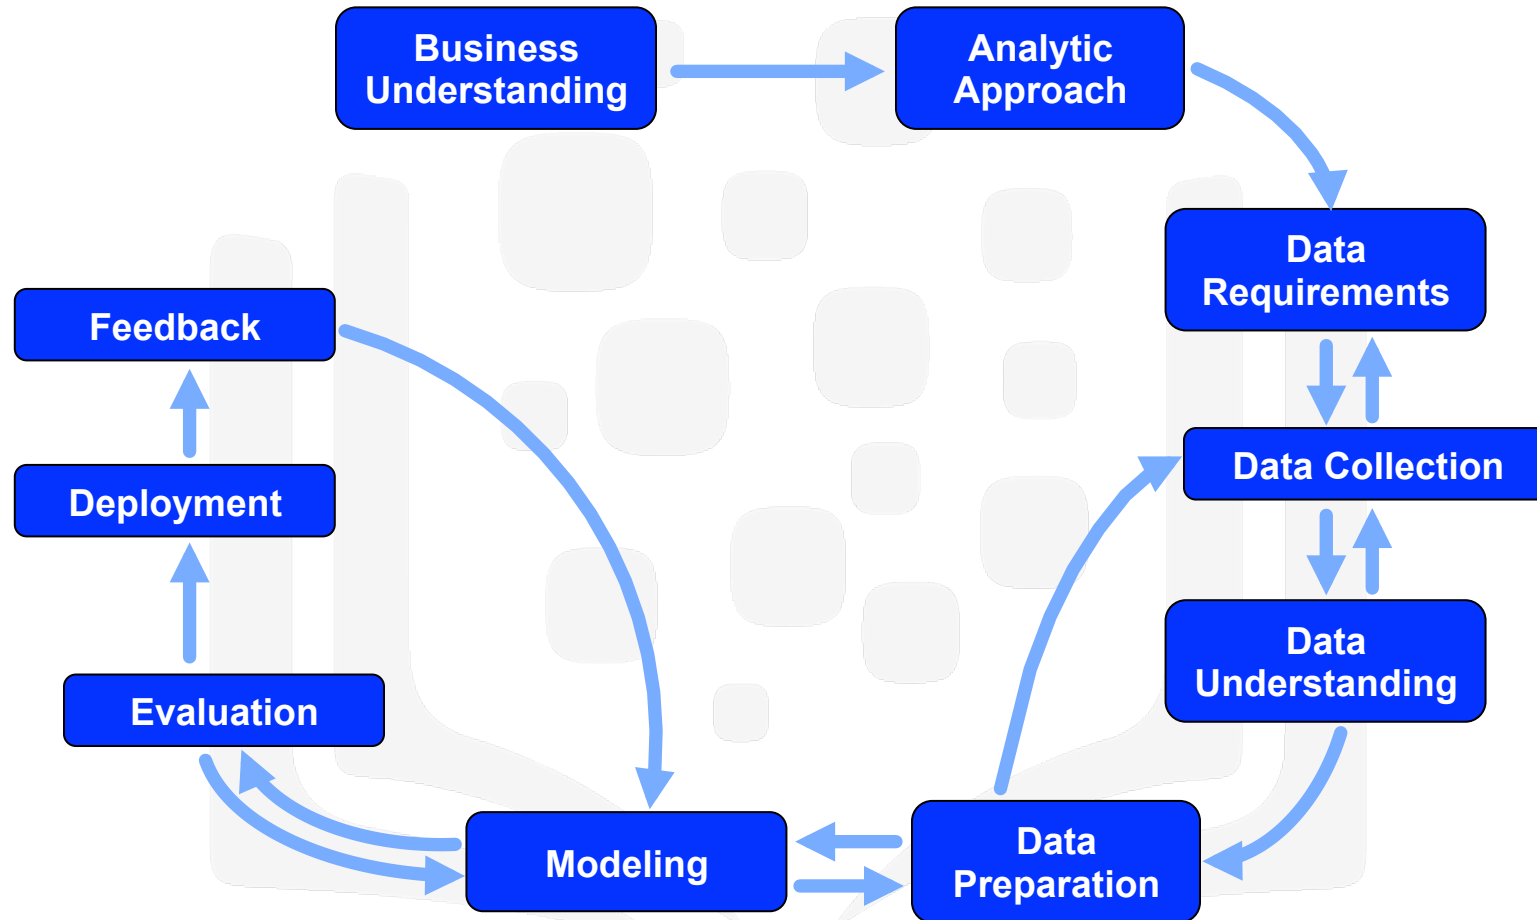 Business
Understanding
Analytic
Approach
Data
Requirements
Feedback
Data Collection
Deployment
Data
Understanding
Evaluation
Modeling
Data
Preparation